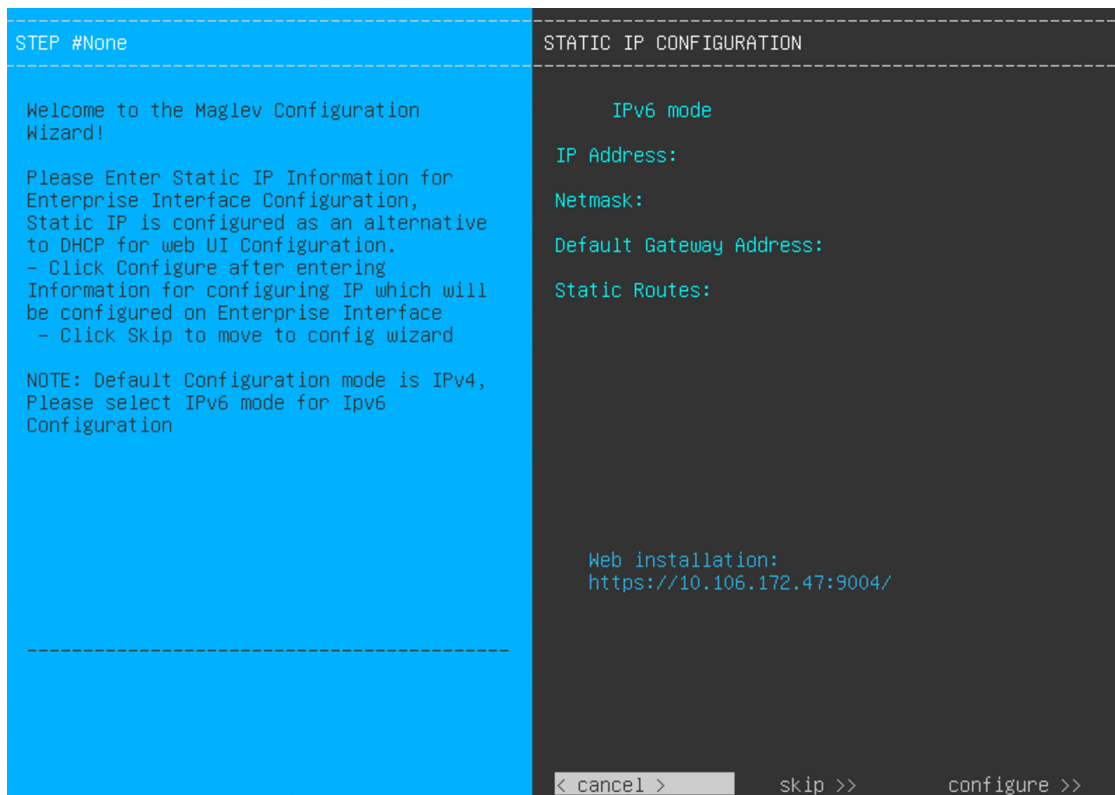 STEP #None
Welcome to the Maglev Configuration
Wizard!
Please Enter Static IP Information for
Enterprise Interface Configuration,
Static IP is configured as an alternative
to DHCP for web UI Configuration.
- Click Configure after entering
Information for configuring IP which will
be configured on Enterprise Interface
- Click Skip to move to config wizard
NOTE: Default Configuration mode is IPv4,
Please select IPv6 mode for Ipv6
Configuration
STATIC IP CONFIGURATION
IPv6 mode
IP Address:
Netmask:
Default Gateway Address:
Static Routes:
Web installation:
https://10.106.172.47:9004/
< cancel > skip >> configure >>